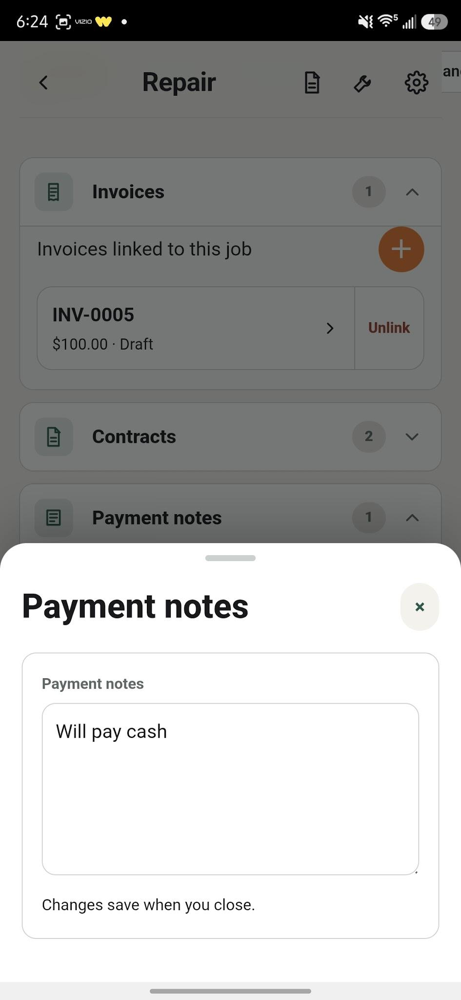 6:24 VIZIO 5 49
Repair
an
Invoices 1
Invoices linked to this job
INV-0005
$100.00 · Draft
Unlink
Contracts 2
Payment notes 1
Payment notes
Payment notes
Will pay cash
Changes save when you close.